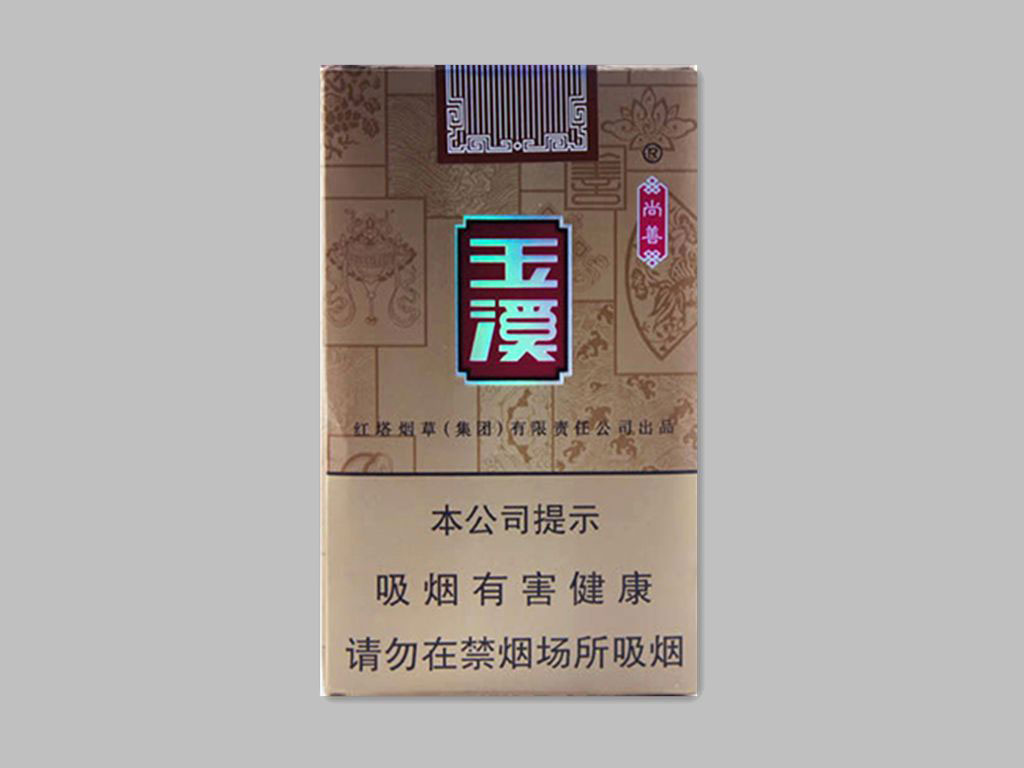 ®
尚善
玉溪
红塔烟草(集团)有限责任公司出品
本公司提示
吸烟有害健康
请勿在禁烟场所吸烟